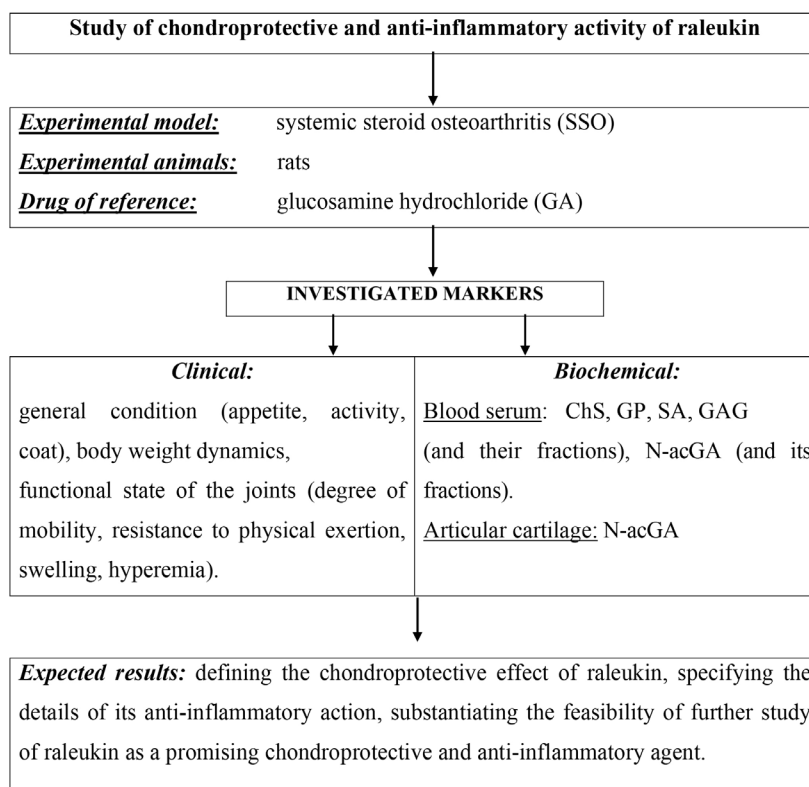 Study of chondroprotective and anti-inflammatory activity of raleukin
Experimental model: systemic steroid osteoarthritis (SSO)
Experimental animals: rats
Drug of reference: glucosamine hydrochloride (GA)
INVESTIGATED MARKERS
Clinical:
general condition (appetite, activity,
coat), body weight dynamics,
functional state of the joints (degree of
mobility, resistance to physical exertion,
swelling, hyperemia).
Biochemical:
Blood serum: ChS, GP, SA, GAG
(and their fractions), N-acGA (and its
fractions).
Articular cartilage: N-acGA
Expected results: defining the chondroprotective effect of raleukin, specifying the
details of its anti-inflammatory action, substantiating the feasibility of further study
of raleukin as a promising chondroprotective and anti-inflammatory agent.